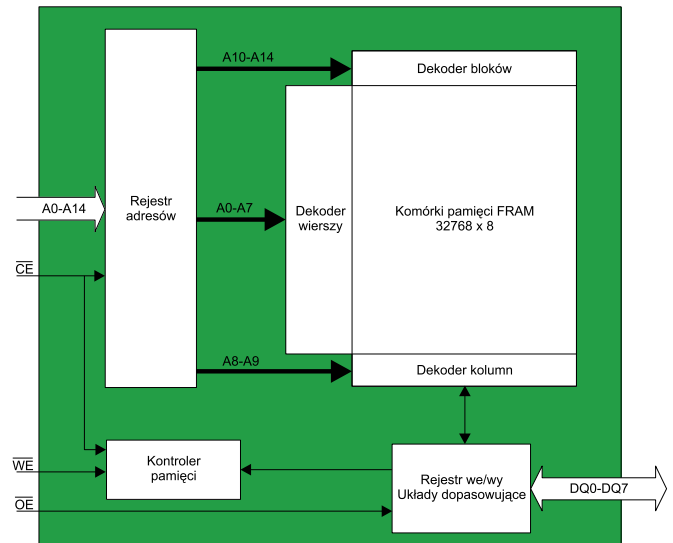 A10-A14
Dekoder bloków
A0-A14
Rejestr
adresów
A0-A7
Dekoder
wierszy
Komórki pamięci FRAM
32768 x 8
CE
A8-A9
Dekoder kolumn
WE
Kontroler
pamięci
Rejestr we/wy
Układy dopasowujące
DQ0-DQ7
OE